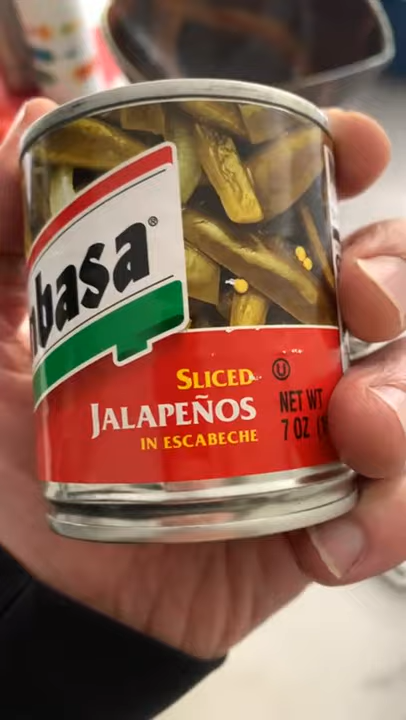 basa®
SLICED
JALAPEÑOS
IN ESCABECHE
U
NET WT
7 OZ